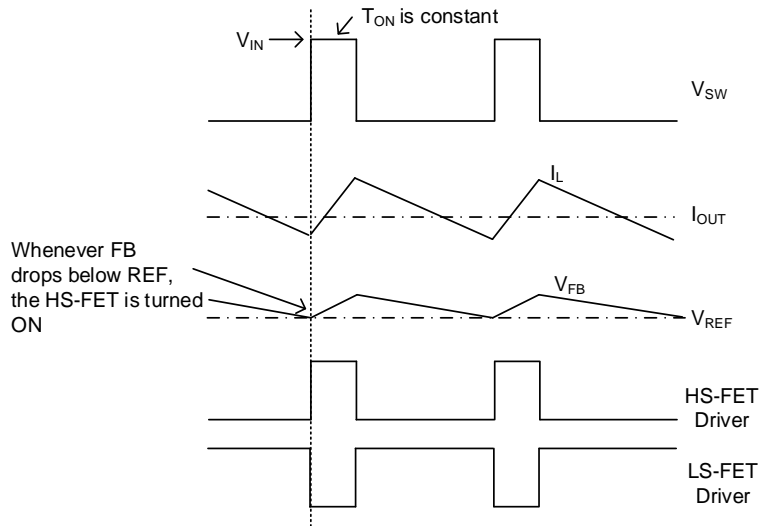 T_ON is constant
V_IN
V_SW
I_L
I_OUT
Whenever FB
drops below REF,
the HS-FET is turned
ON
V_FB
V_REF
HS-FET
Driver
LS-FET
Driver